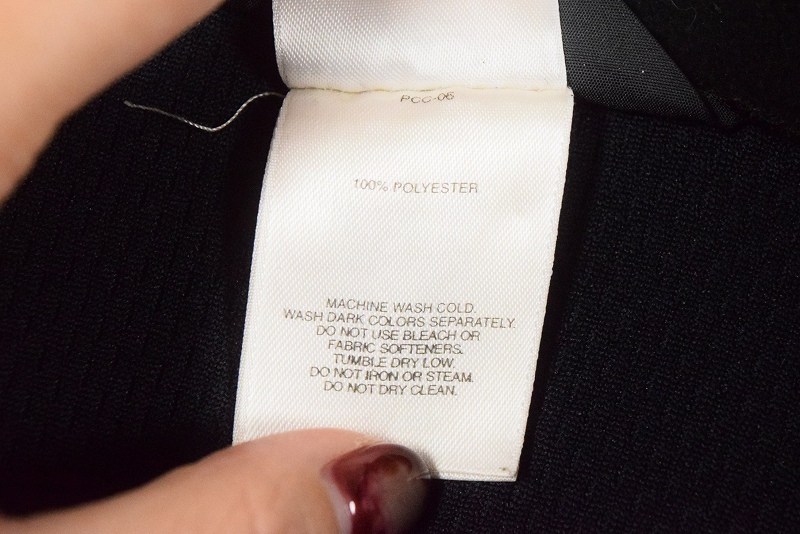 PCC-06
100% POLYESTER
MACHINE WASH COLD.
WASH DARK COLORS SEPARATELY.
DO NOT USE BLEACH OR
FABRIC SOFTENERS.
TUMBLE DRY LOW.
DO NOT IRON OR STEAM.
DO NOT DRY CLEAN.